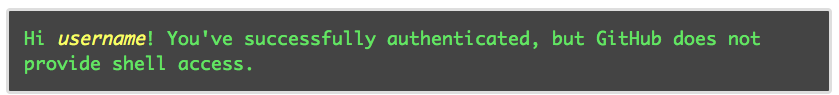 Hi username! You've successfully authenticated, but GitHub does not
provide shell access.